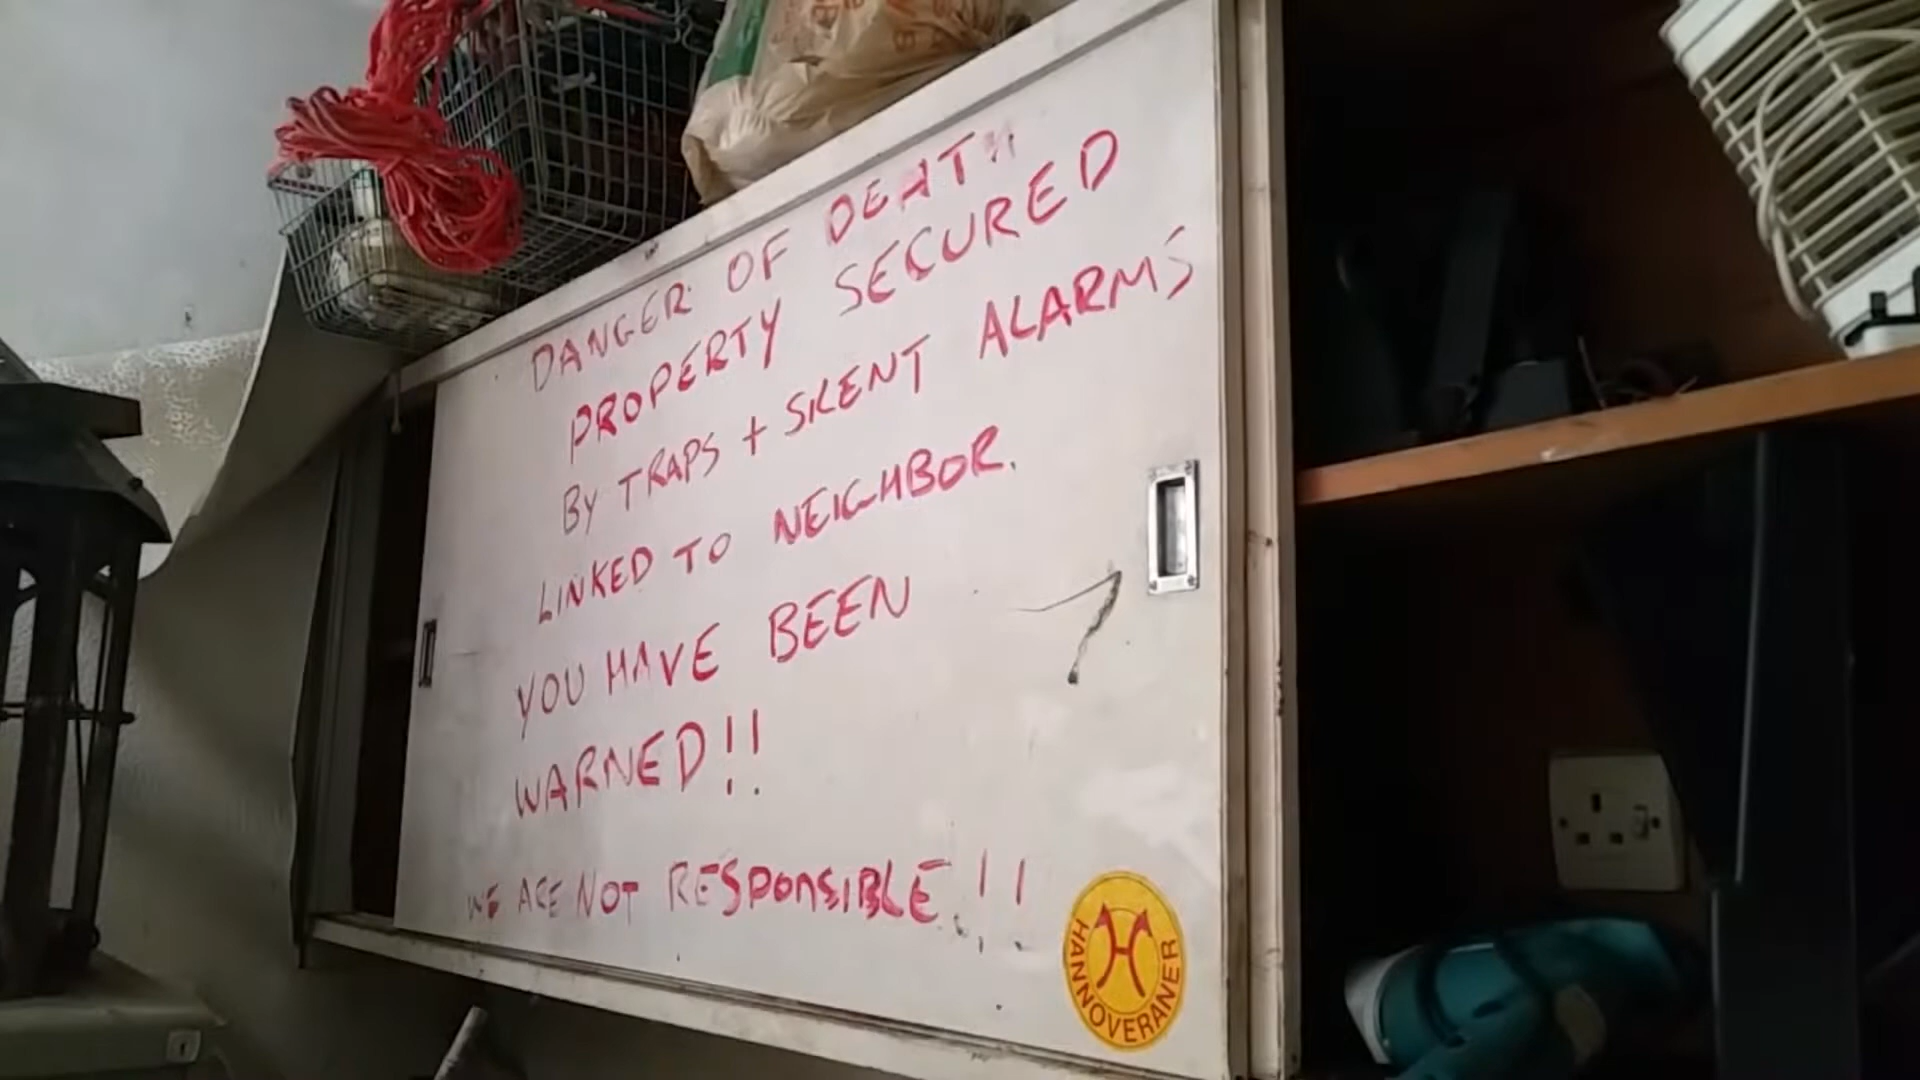 DANGER OF DEATH
PROPERTY SECURED
BY TRAPS + SILENT ALARMS
LINKED TO NEIGHBOR.
YOU HAVE BEEN
WARNED!!
WE ARE NOT RESPONSIBLE!!
H
HANNOVERANER